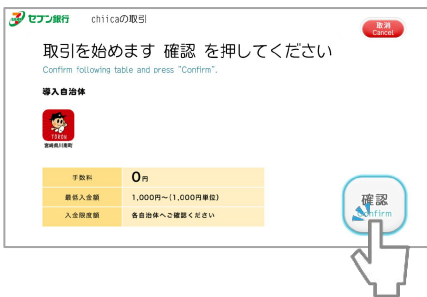 セブン銀行 chiicaの取引
取消
Cancel
取引を始めます 確認 を押してください
Confirm following table and press "Confirm".
導入自治体
TORON
宮崎県川南町
手数料 0円
最低入金額 1,000円~(1,000円単位)
入金限度額 各自治体へご確認ください
確認
Confirm